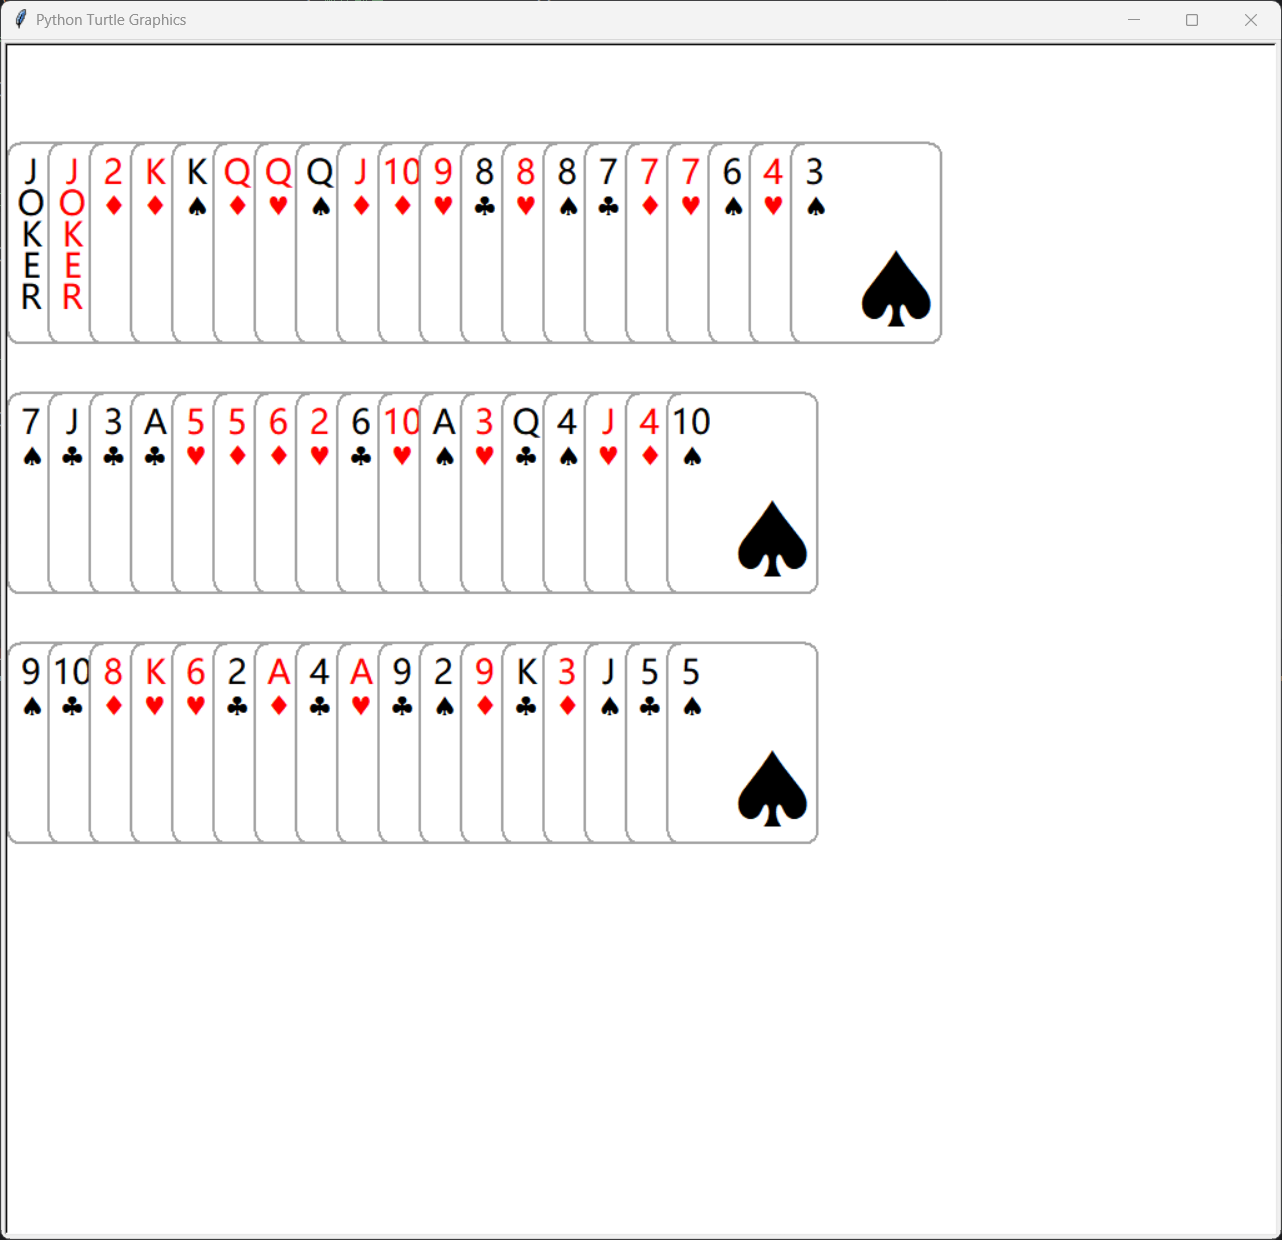 Python Turtle Graphics
JOKER JOKER 2 K K Q Q Q J 10 9 8 8 8 7 7 7 6 4 3
♦ ♦ ♠ ♦ ♥ ♠ ♦ ♦ ♥ ♣ ♥ ♠ ♣ ♦ ♥ ♠ ♥ ♠
7 J 3 A 5 5 6 2 6 10 A 3 Q 4 J 4 10
♠ ♣ ♣ ♣ ♥ ♦ ♦ ♥ ♣ ♥ ♠ ♥ ♣ ♠ ♥ ♦ ♠
9 10 8 K 6 2 A 4 A 9 2 9 K 3 J 5 5
♠ ♣ ♦ ♥ ♥ ♣ ♦ ♣ ♥ ♣ ♠ ♦ ♣ ♦ ♠ ♣ ♠